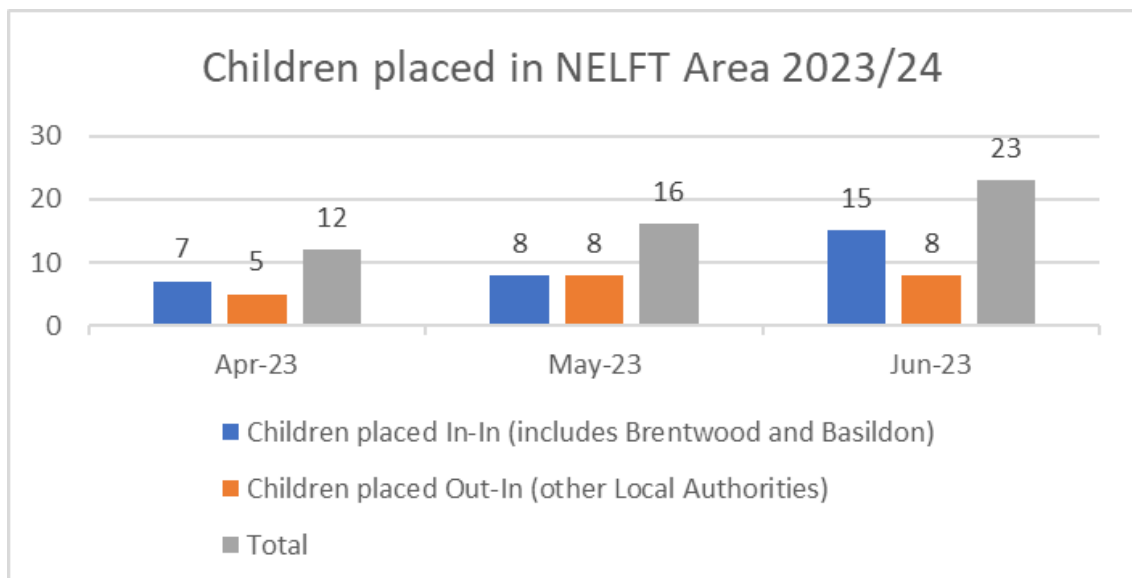 Children placed in NELFT Area 2023/24
30
20
10
0
7
5
12
8
8
16
15
8
23
Apr-23
May-23
Jun-23
Children placed In-In (includes Brentwood and Basildon)
Children placed Out-In (other Local Authorities)
Total